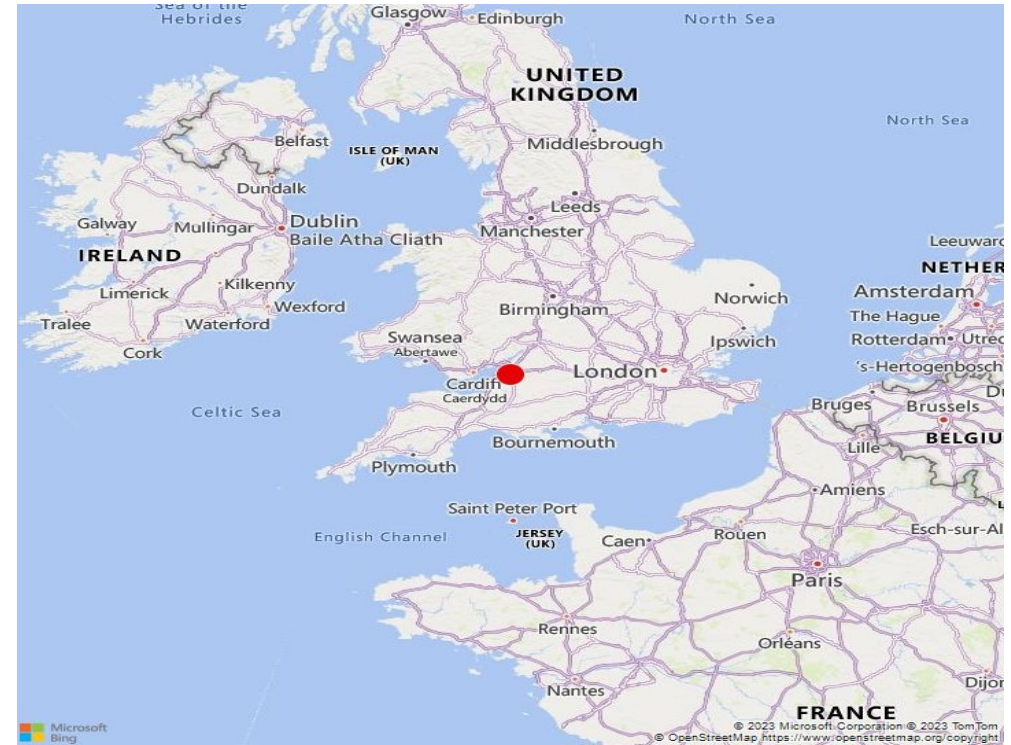 Sea of the
Hebrides
Glasgow
Edinburgh
North Sea
UNITED
KINGDOM
North Sea
Belfast
ISLE OF MAN
(UK)
Middlesbrough
Dundalk
Leeds
Galway
Mullingar
Dublin
Baile Atha Cliath
Manchester
IRELAND
Leeuwarc
NETHER
Limerick
Kilkenny
Wexford
Birmingham
Norwich
Amsterdam
The Hague
Tralee
Waterford
Swansea
Abertawe
Ipswich
Rotterdam
Utrec
Cork
Cardiff
Caerdydd
London
's-Hertogenbosch
Du
Celtic Sea
Bruges
Brussels
Bournemouth
BELGIU
Plymouth
Lille
Amiens
Saint Peter Port
JERSEY
(UK)
English Channel
Caen
Rouen
Esch-sur-Al
Paris
Rennes
Orléans
Nantes
Dijor
FRANCE
Microsoft
Bing
© 2023 Microsoft Corporation © 2023 TomTom
© OpenStreetMap https://www.openstreetmap.org/copyright